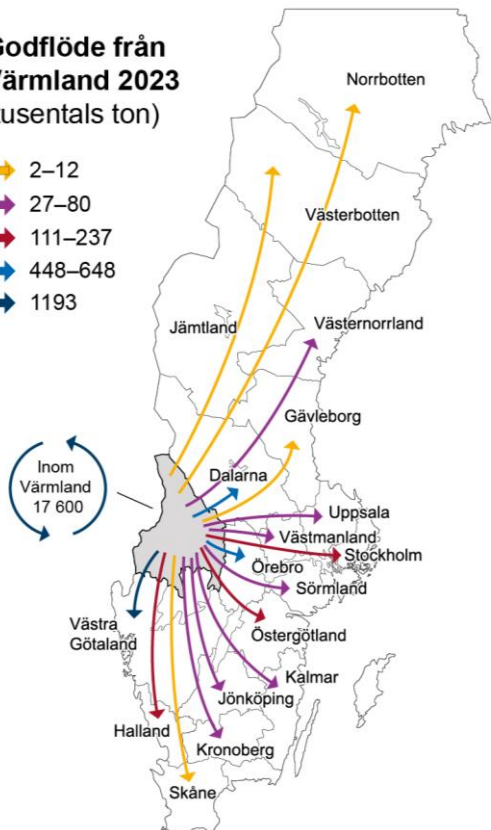 Godflöde från
Värmland 2023
(tusentals ton)
2–12
27–80
111–237
448–648
1193
Norrbotten
Västerbotten
Jämtland
Västernorrland
Gävleborg
Dalarna
Inom
Värmland
17 600
Uppsala
Västmanland
Stockholm
Örebro
Sörmland
Västra
Götaland
Östergötland
Kalmar
Jönköping
Halland
Kronoberg
Skåne